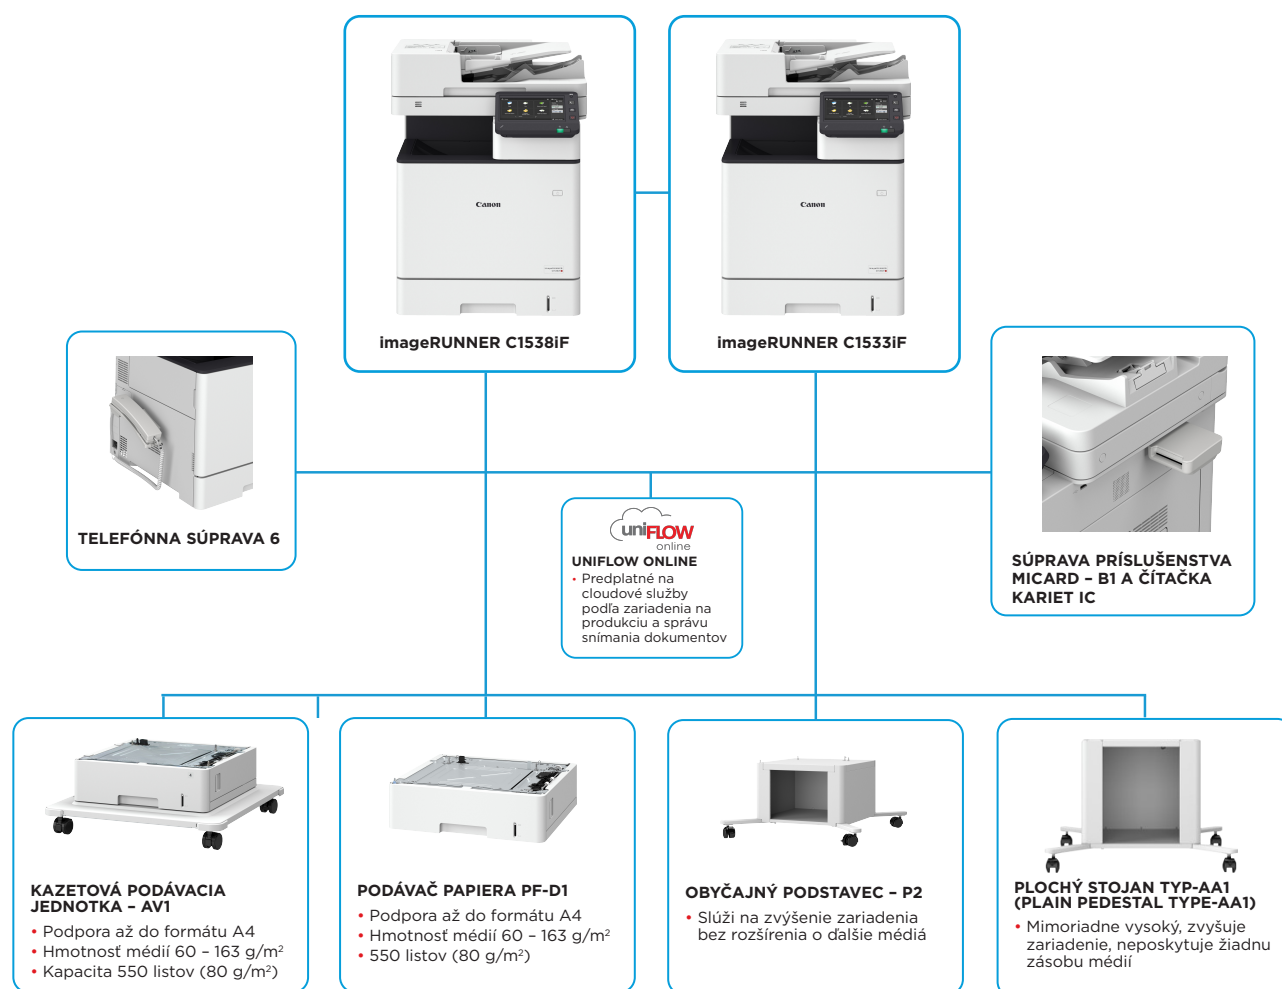 Canon
Canon
imageRUNNER C1538iF
imageRUNNER C1533iF
TELEFÓNNA SÚPRAVA 6
uniFLOW
online
UNIFLOW ONLINE
• Predplatné na
cloudové služby
podľa zariadenia na
produkciu a správu
snímania dokumentov
SÚPRAVA PRÍSLUŠENSTVA
MICARD – B1 A ČÍTAČKA
KARIET IC
KAZETOVÁ PODÁVACIA
JEDNOTKA – AV1
• Podpora až do formátu A4
• Hmotnosť médií 60 – 163 g/m²
• Kapacita 550 listov (80 g/m²)
PODÁVAČ PAPIERA PF-D1
• Podpora až do formátu A4
• Hmotnosť médií 60 – 163 g/m²
• 550 listov (80 g/m²)
OBYČAJNÝ PODSTAVEC – P2
• Slúži na zvýšenie zariadenia
bez rozšírenia o ďalšie médiá
PLOCHÝ STOJAN TYP-AA1
(PLAIN PEDESTAL TYPE-AA1)
• Mimoriadne vysoký, zvyšuje
zariadenie, neposkytuje žiadnu
zásobu médií